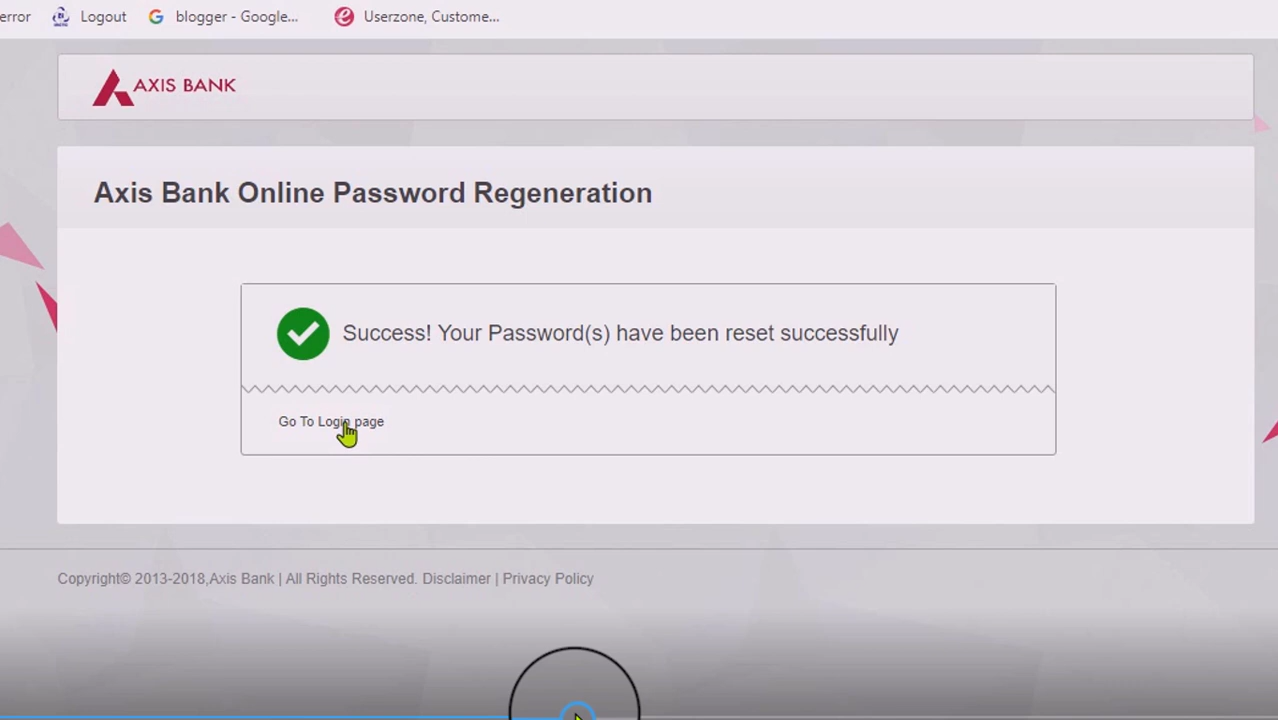 error Logout blogger - Google... Userzone, Custome...
AXIS BANK
Axis Bank Online Password Regeneration
Success! Your Password(s) have been reset successfully
Go To Login page
Copyright© 2013-2018,Axis Bank | All Rights Reserved. Disclaimer | Privacy Policy